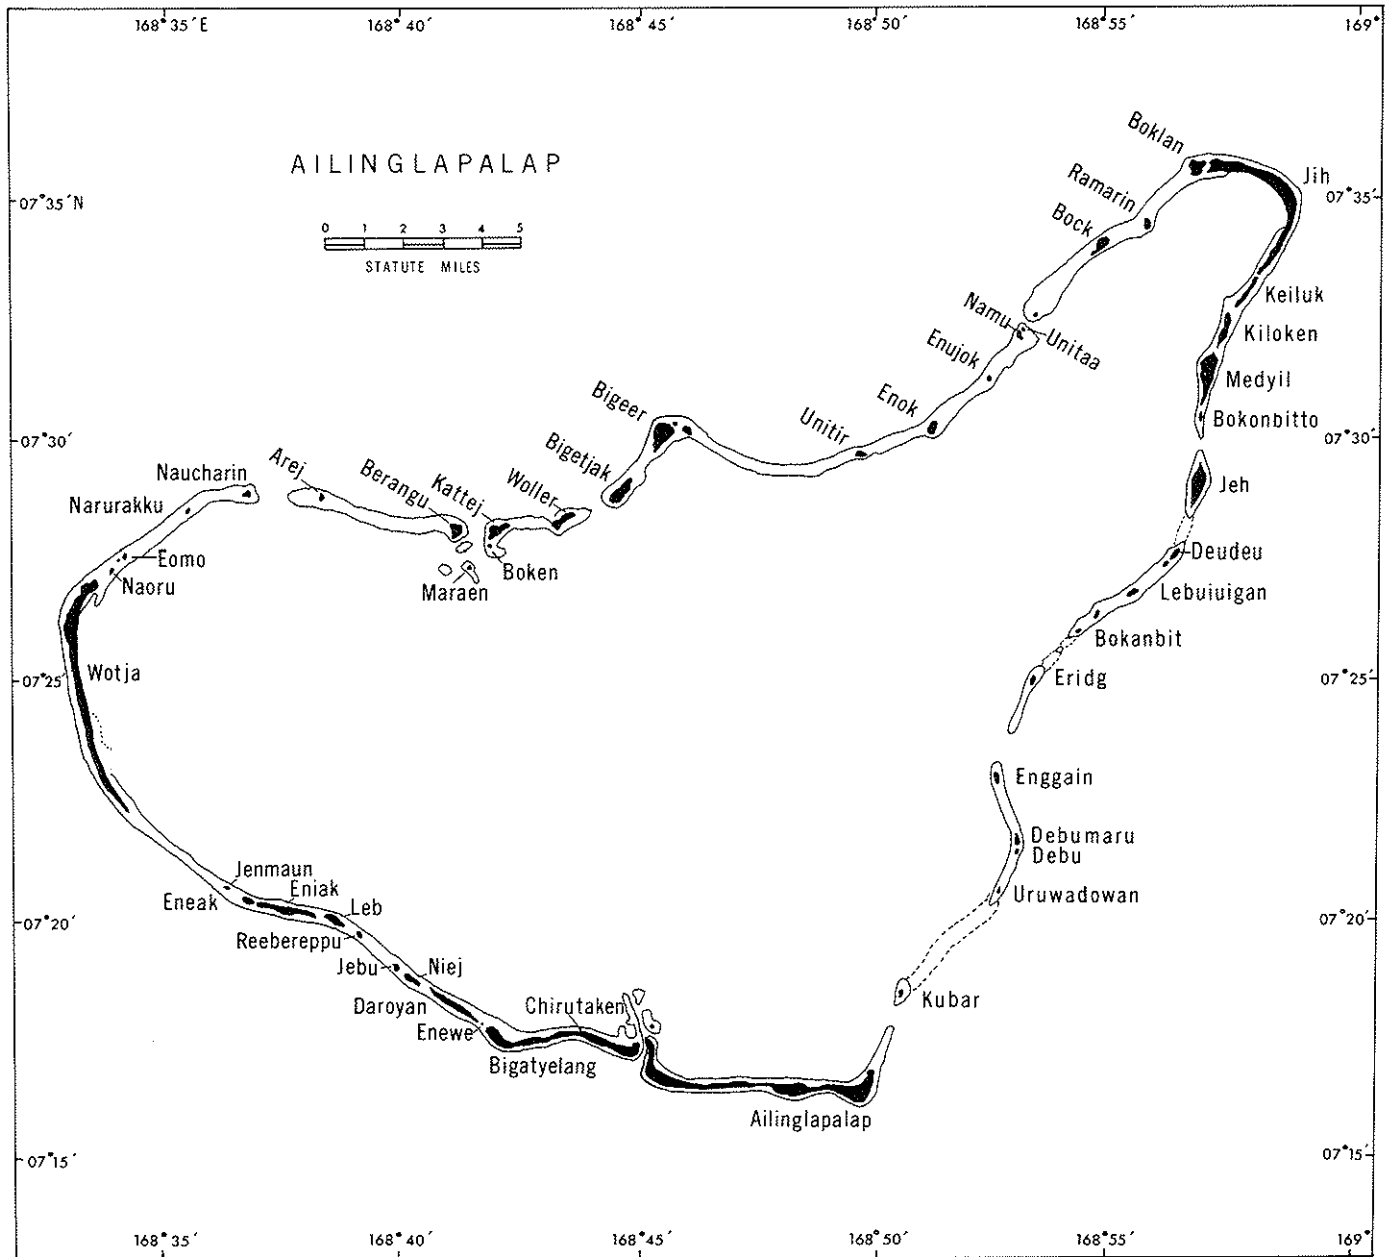 168°35´E 168°40´ 168°45´ 168°50´ 168°55´ 169°
AILINGLAPALAP
0 1 2 3 4 5
STATUTE MILES
Boklan
Jih
Ramarin
07°35´N
07°35´
Bock
Keiluk
Namu
Kiloken
Unitaa
Enujok
Medyil
Bigeer
Enok
Bokonbitto
Unitir
07°30´
07°30´
Bigetjak
Arej
Naucharin
Berangu
Kattej
Woller
Jeh
Narurakku
Deudeu
Eomo
Boken
Naoru
Maraen
Lebuiuigan
Bokanbit
Wotja
07°25´
Eridg
07°25´
Enggain
Debumaru
Debu
Jenmaun
Eniak
Eneak
Leb
Uruwadowan
07°20´
07°20´
Reebereppu
Jebu
Niej
Daroyan
Chirutaken
Kubar
Enewe
Bigatyelang
Ailinglapalap
07°15´
07°15´
168°35´ 168°40´ 168°45´ 168°50´ 168°55´ 169°